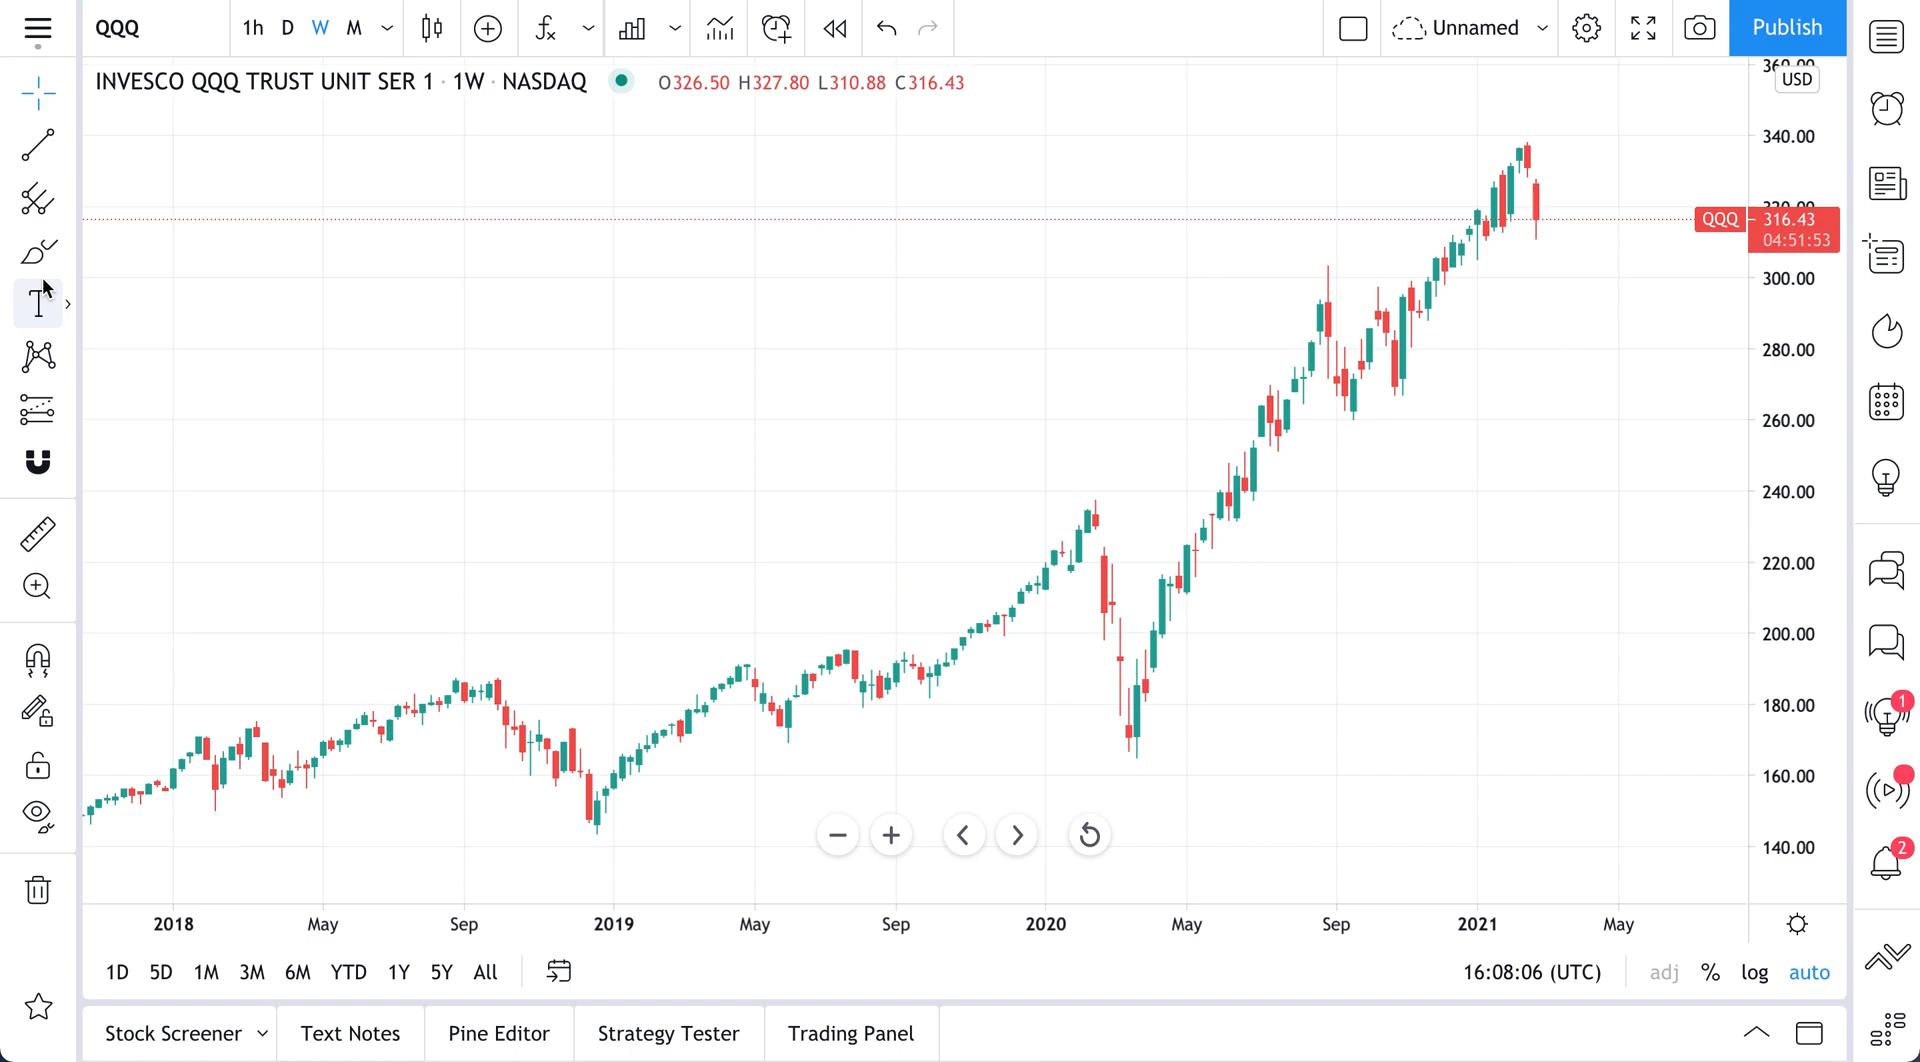 QQQ 1h D W M Unnamed Publish
INVESCO QQQ TRUST UNIT SER 1 · 1W · NASDAQ O326.50 H327.80 L310.88 C316.43
360.00
USD
340.00
320.00
QQQ 316.43
04:51:53
300.00
280.00
260.00
240.00
220.00
200.00
180.00
160.00
140.00
2018 May Sep 2019 May Sep 2020 May Sep 2021 May
1D 5D 1M 3M 6M YTD 1Y 5Y All 16:08:06 (UTC) adj % log auto
Stock Screener Text Notes Pine Editor Strategy Tester Trading Panel
1
2